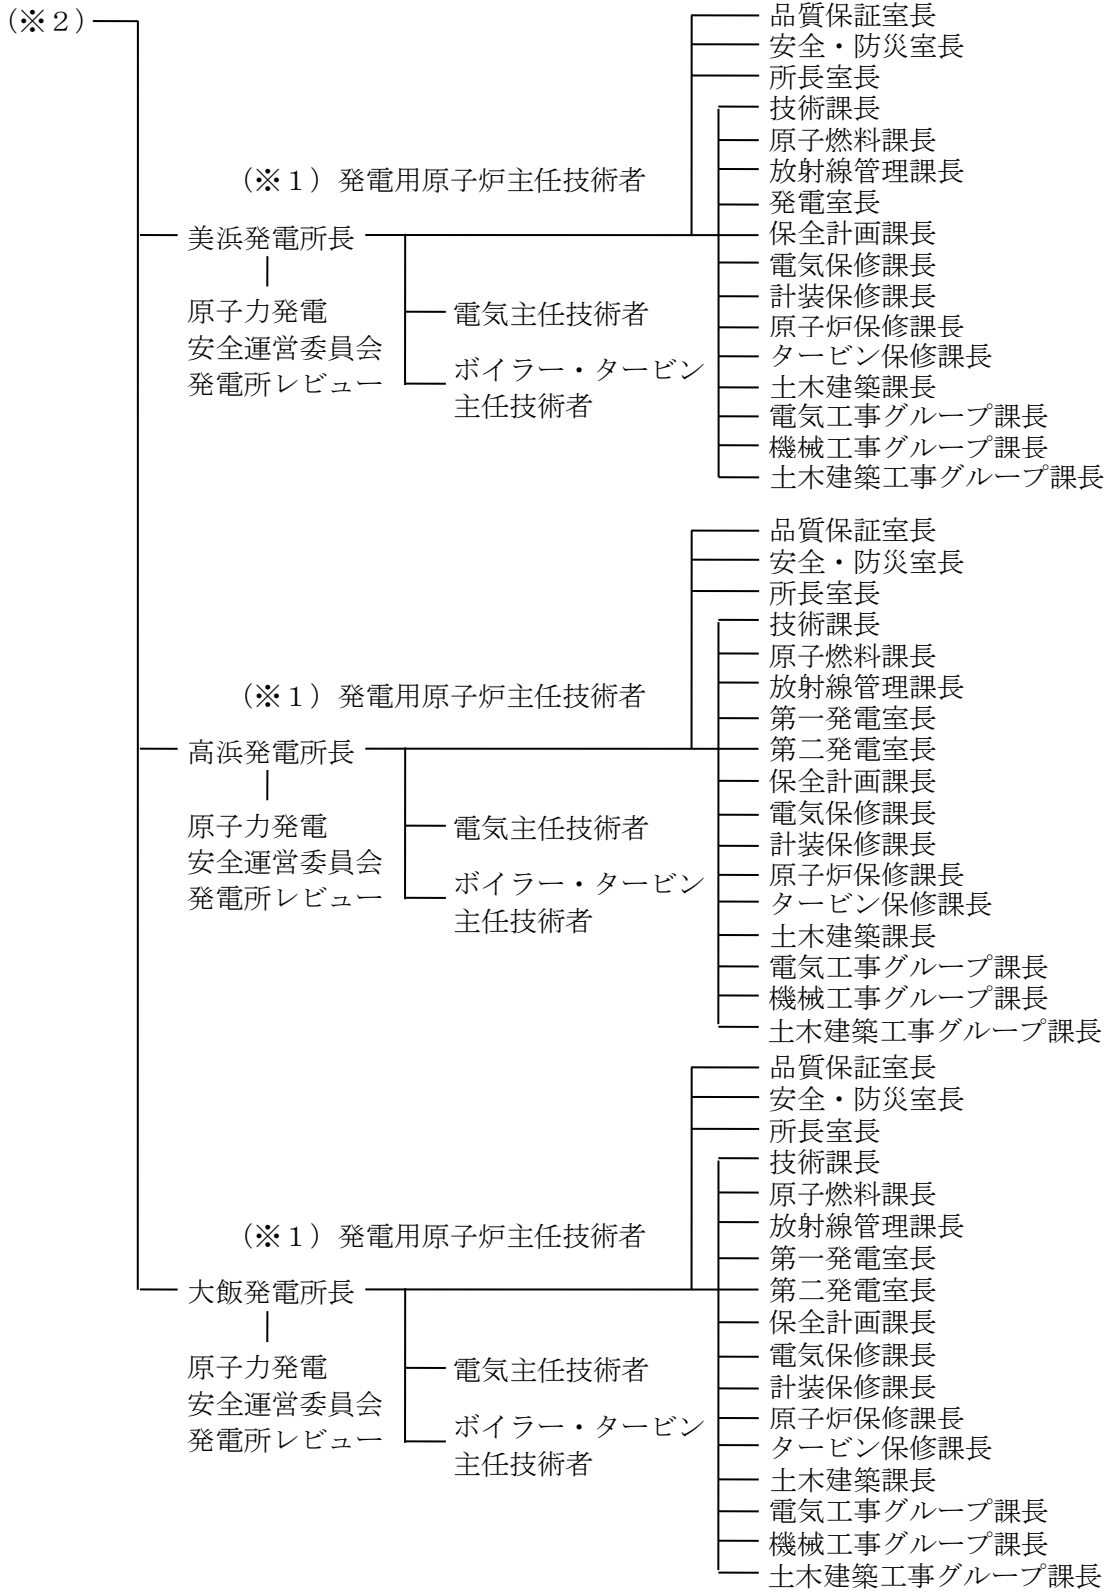 （※２）
品質保証室長
安全・防災室長
所長室長
技術課長
原子燃料課長
（※１）発電用原子炉主任技術者
放射線管理課長
発電室長
美浜発電所長
保全計画課長
電気保修課長
計装保修課長
原子力発電
安全運営委員会
発電所レビュー
電気主任技術者
ボイラー・タービン
主任技術者
原子炉保修課長
タービン保修課長
土木建築課長
電気工事グループ課長
機械工事グループ課長
土木建築工事グループ課長
品質保証室長
安全・防災室長
所長室長
技術課長
原子燃料課長
（※１）発電用原子炉主任技術者
放射線管理課長
第一発電室長
高浜発電所長
第二発電室長
保全計画課長
電気保修課長
原子力発電
安全運営委員会
発電所レビュー
電気主任技術者
ボイラー・タービン
主任技術者
計装保修課長
原子炉保修課長
タービン保修課長
土木建築課長
電気工事グループ課長
機械工事グループ課長
土木建築工事グループ課長
品質保証室長
安全・防災室長
所長室長
技術課長
原子燃料課長
（※１）発電用原子炉主任技術者
放射線管理課長
第一発電室長
大飯発電所長
第二発電室長
保全計画課長
電気保修課長
原子力発電
安全運営委員会
発電所レビュー
電気主任技術者
ボイラー・タービン
主任技術者
計装保修課長
原子炉保修課長
タービン保修課長
土木建築課長
電気工事グループ課長
機械工事グループ課長
土木建築工事グループ課長